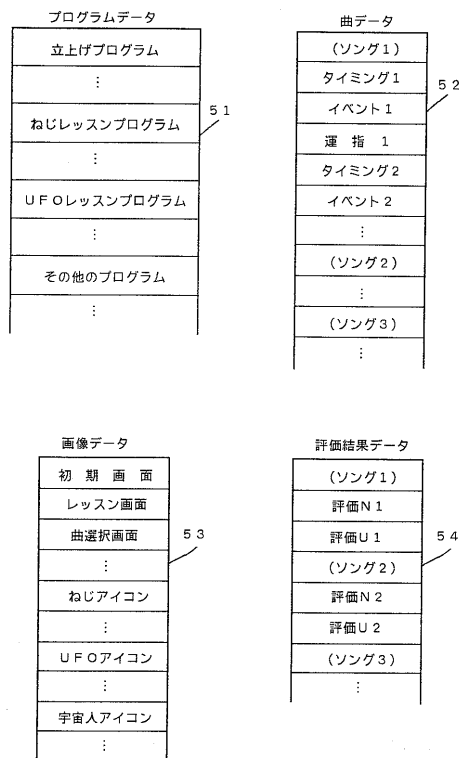 プログラムデータ
立上げプログラム
⋮
ねじレッスンプログラム
⋮
UFOレッスンプログラム
⋮
その他のプログラム
⋮
51
曲データ
(ソング1)
タイミング1
イベント1
運指1
タイミング2
イベント2
⋮
(ソング2)
⋮
(ソング3)
⋮
52
画像データ
初期画面
レッスン画面
曲選択画面
⋮
ねじアイコン
⋮
UFOアイコン
⋮
宇宙人アイコン
⋮
53
評価結果データ
(ソング1)
評価N1
評価U1
(ソング2)
評価N2
評価U2
(ソング3)
⋮
54